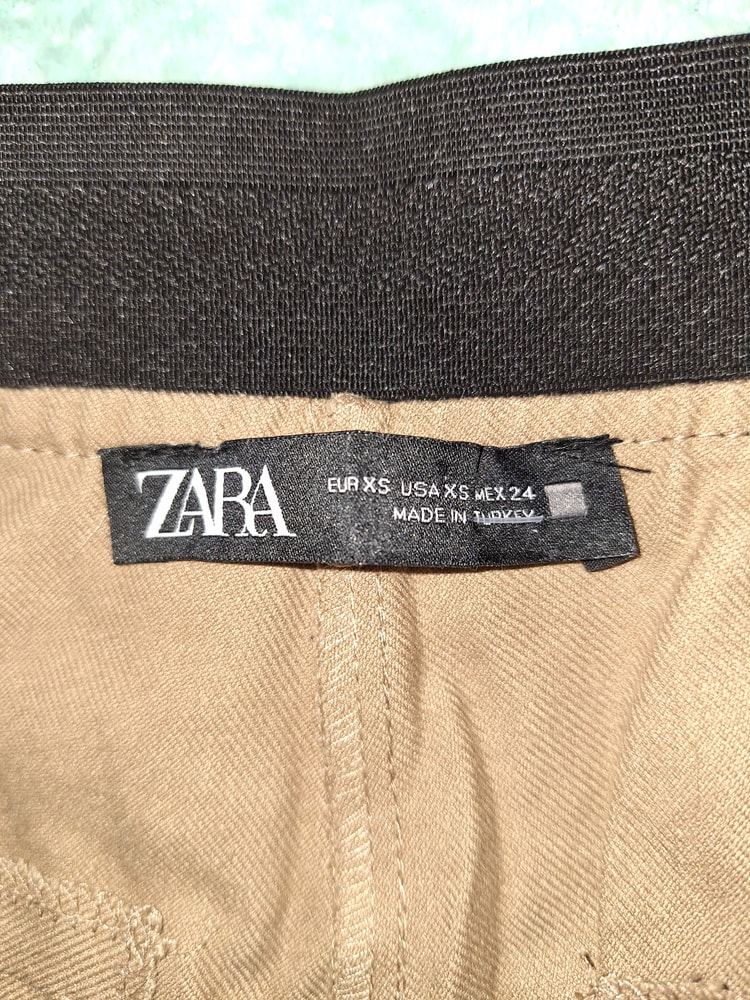 ZARA
EUR XS USA XS MEX 24
MADE IN TURKEY